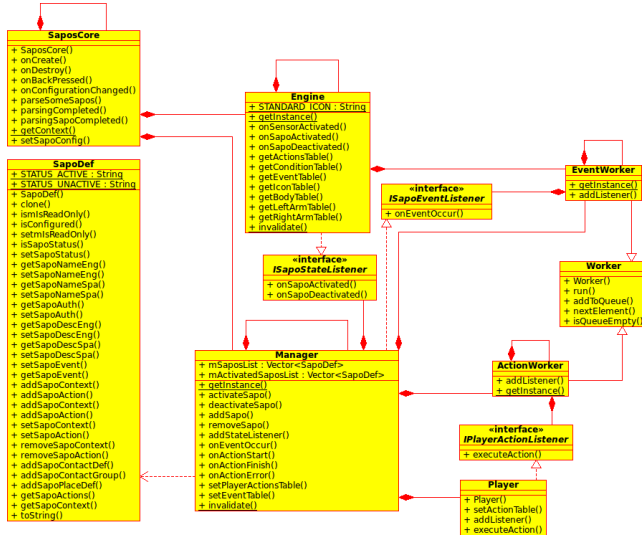 SaposCore
+ SaposCore()
+ onCreate()
+ onDestroy()
+ onBackPressed()
+ onConfigurationChanged()
+ parseSomeSapos()
+ parsingCompleted()
+ parsingSapoCompleted()
+ getContext()
+ setSapoConfig()
Engine
+ STANDARD_ICON : String
+ getInstance()
+ onSensorActivated()
+ onSapoActivated()
+ onSapoDeactivated()
+ getActionsTable()
+ getConditionTable()
+ getEventTable()
+ getIconTable()
+ getBodyTable()
+ getLeftArmTable()
+ getRightArmTable()
+ invalidate()
SapoDef
+ STATUS_ACTIVE : String
+ STATUS_UNACTIVE : String
+ SapoDef()
+ clone()
+ ismIsReadOnly()
+ isConfigured()
+ setmIsReadOnly()
+ isSapoStatus()
+ setSapoStatus()
+ getSapoNameEng()
+ setSapoNameEng()
+ getSapoNameSpa()
+ setSapoNameSpa()
+ getSapoAuth()
+ setSapoAuth()
+ getSapoDescEng()
+ setSapoDescEng()
+ getSapoDescSpa()
+ setSapoDescSpa()
+ setSapoEvent()
+ getSapoEvent()
+ addSapoContext()
+ addSapoAction()
+ addSapoContext()
+ addSapoAction()
+ setSapoContext()
+ setSapoAction()
+ removeSapoContext()
+ removeSapoAction()
+ addSapoContactDef()
+ addSapoContactGroup()
+ addSapoPlaceDef()
+ getSapoActions()
+ getSapoContext()
+ toString()
«interface»
ISapoEventListener
+ onEventOccur()
EventWorker
+ getInstance()
+ addListener()
«interface»
ISapoStateListener
+ onSapoActivated()
+ onSapoDeactivated()
Worker
+ Worker()
+ run()
+ addToQueue()
+ nextElement()
+ isQueueEmpty()
Manager
+ mSaposList : Vector<SapoDef>
+ mActivatedSaposList : Vector<SapoDef>
+ getInstance()
+ activateSapo()
+ deactivateSapo()
+ addSapo()
+ removeSapo()
+ addStateListener()
+ onEventOccur()
+ onActionStart()
+ onActionFinish()
+ onActionError()
+ setPlayerActionsTable()
+ setEventTable()
+ invalidate()
ActionWorker
+ addListener()
+ getInstance()
«interface»
IPlayerActionListener
+ executeAction()
Player
+ Player()
+ setActionTable()
+ addListener()
+ executeAction()